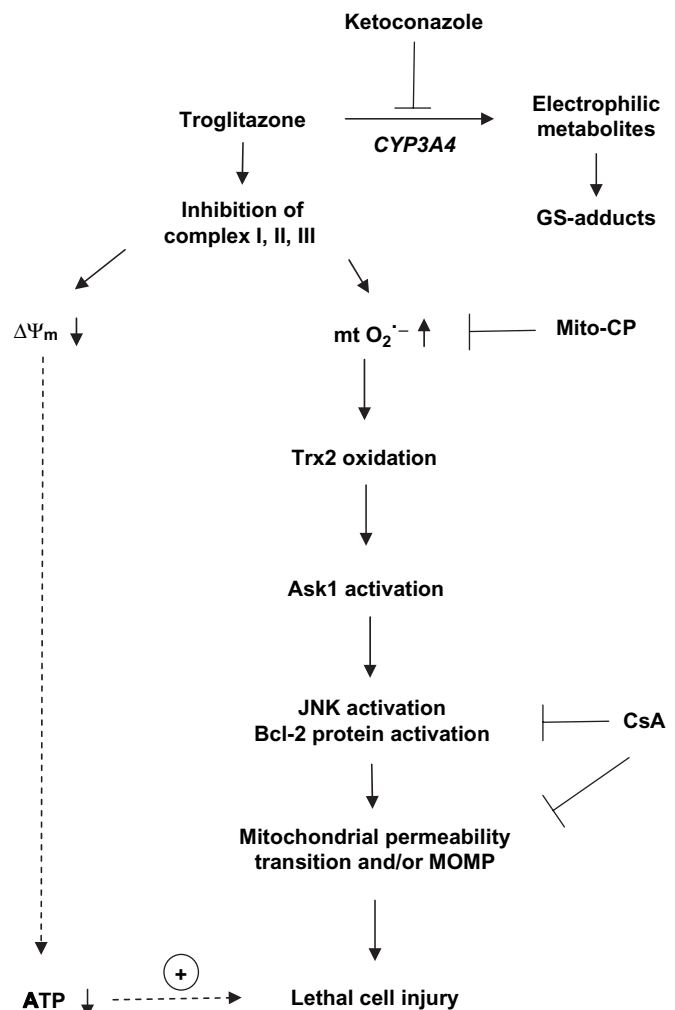 Ketoconazole
Troglitazone
CYP3A4
Electrophilic
metabolites
GS-adducts
Inhibition of
complex I, II, III
ΔΨm ↓
mt O2·– ↑
Mito-CP
Trx2 oxidation
Ask1 activation
JNK activation
Bcl-2 protein activation
CsA
Mitochondrial permeability
transition and/or MOMP
ATP ↓
+
Lethal cell injury